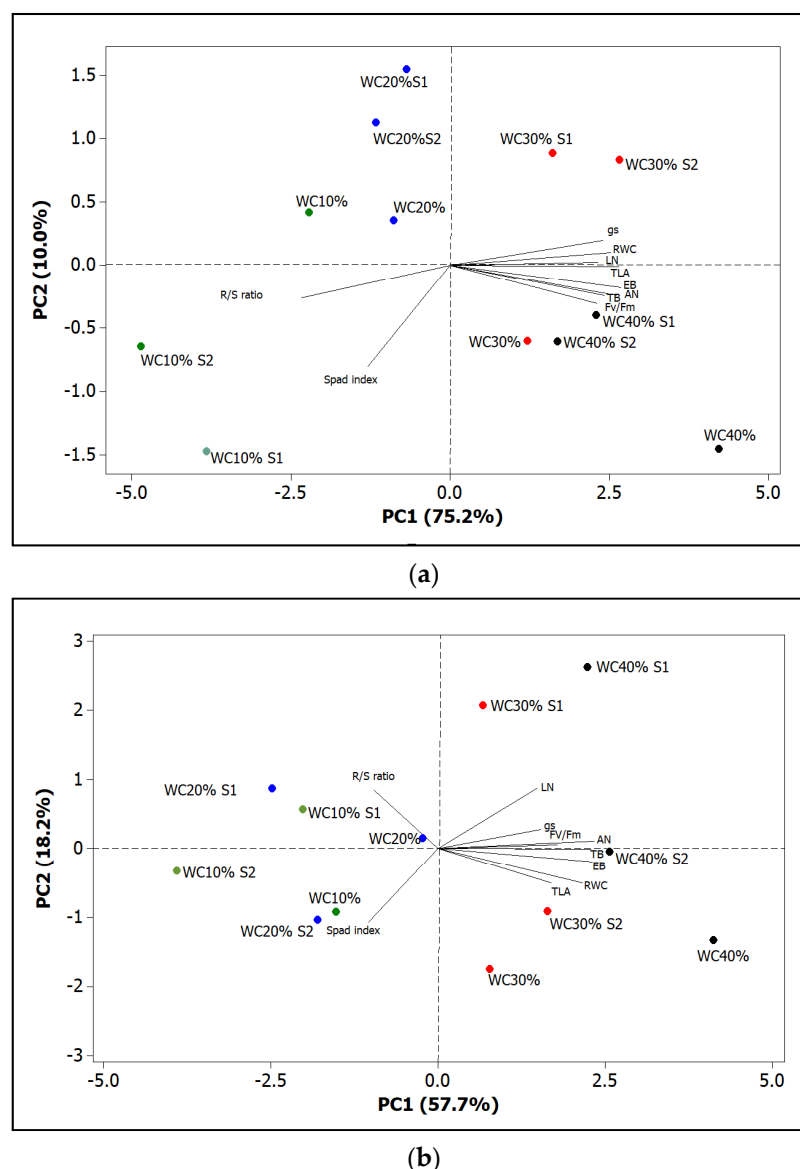 1.5
1.0
0.5
0.0
-0.5
-1.0
-1.5
PC2 (10.0%)
WC20%S1
WC20%S2
WC30% S1
WC30% S2
WC10%
WC20%
gs
RWC
LN
TLA
EB
AN
TB
Fv/Fm
R/S ratio
WC40% S1
WC30%
WC40% S2
WC10% S2
Spad index
WC40%
WC10% S1
-5.0 -2.5 0.0 2.5 5.0
PC1 (75.2%)
(a)
3
2
1
0
-1
-2
-3
PC2 (18.2%)
WC40% S1
WC30% S1
R/S ratio
WC20% S1
LN
WC10% S1
gs
Fv/Fm
AN
WC20%
TB
WC40% S2
EB
WC10% S2
RWC
TLA
WC10%
WC20% S2
Spad index
WC30% S2
WC40%
WC30%
-5.0 -2.5 0.0 2.5 5.0
PC1 (57.7%)
(b)